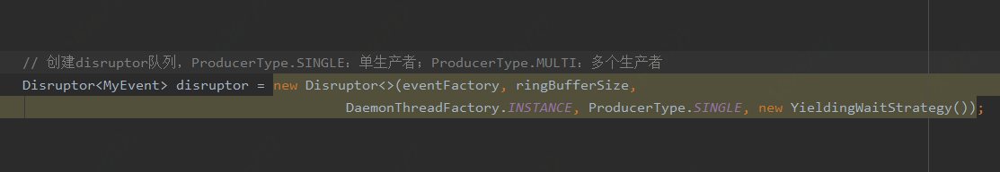 // 创建disruptor队列，ProducerType.SINGLE：单生产者；ProducerType.MULTI：多个生产者
Disruptor<MyEvent> disruptor = new Disruptor<>(eventFactory, ringBufferSize,
DaemonThreadFactory.INSTANCE, ProducerType.SINGLE, new YieldingWaitStrategy());